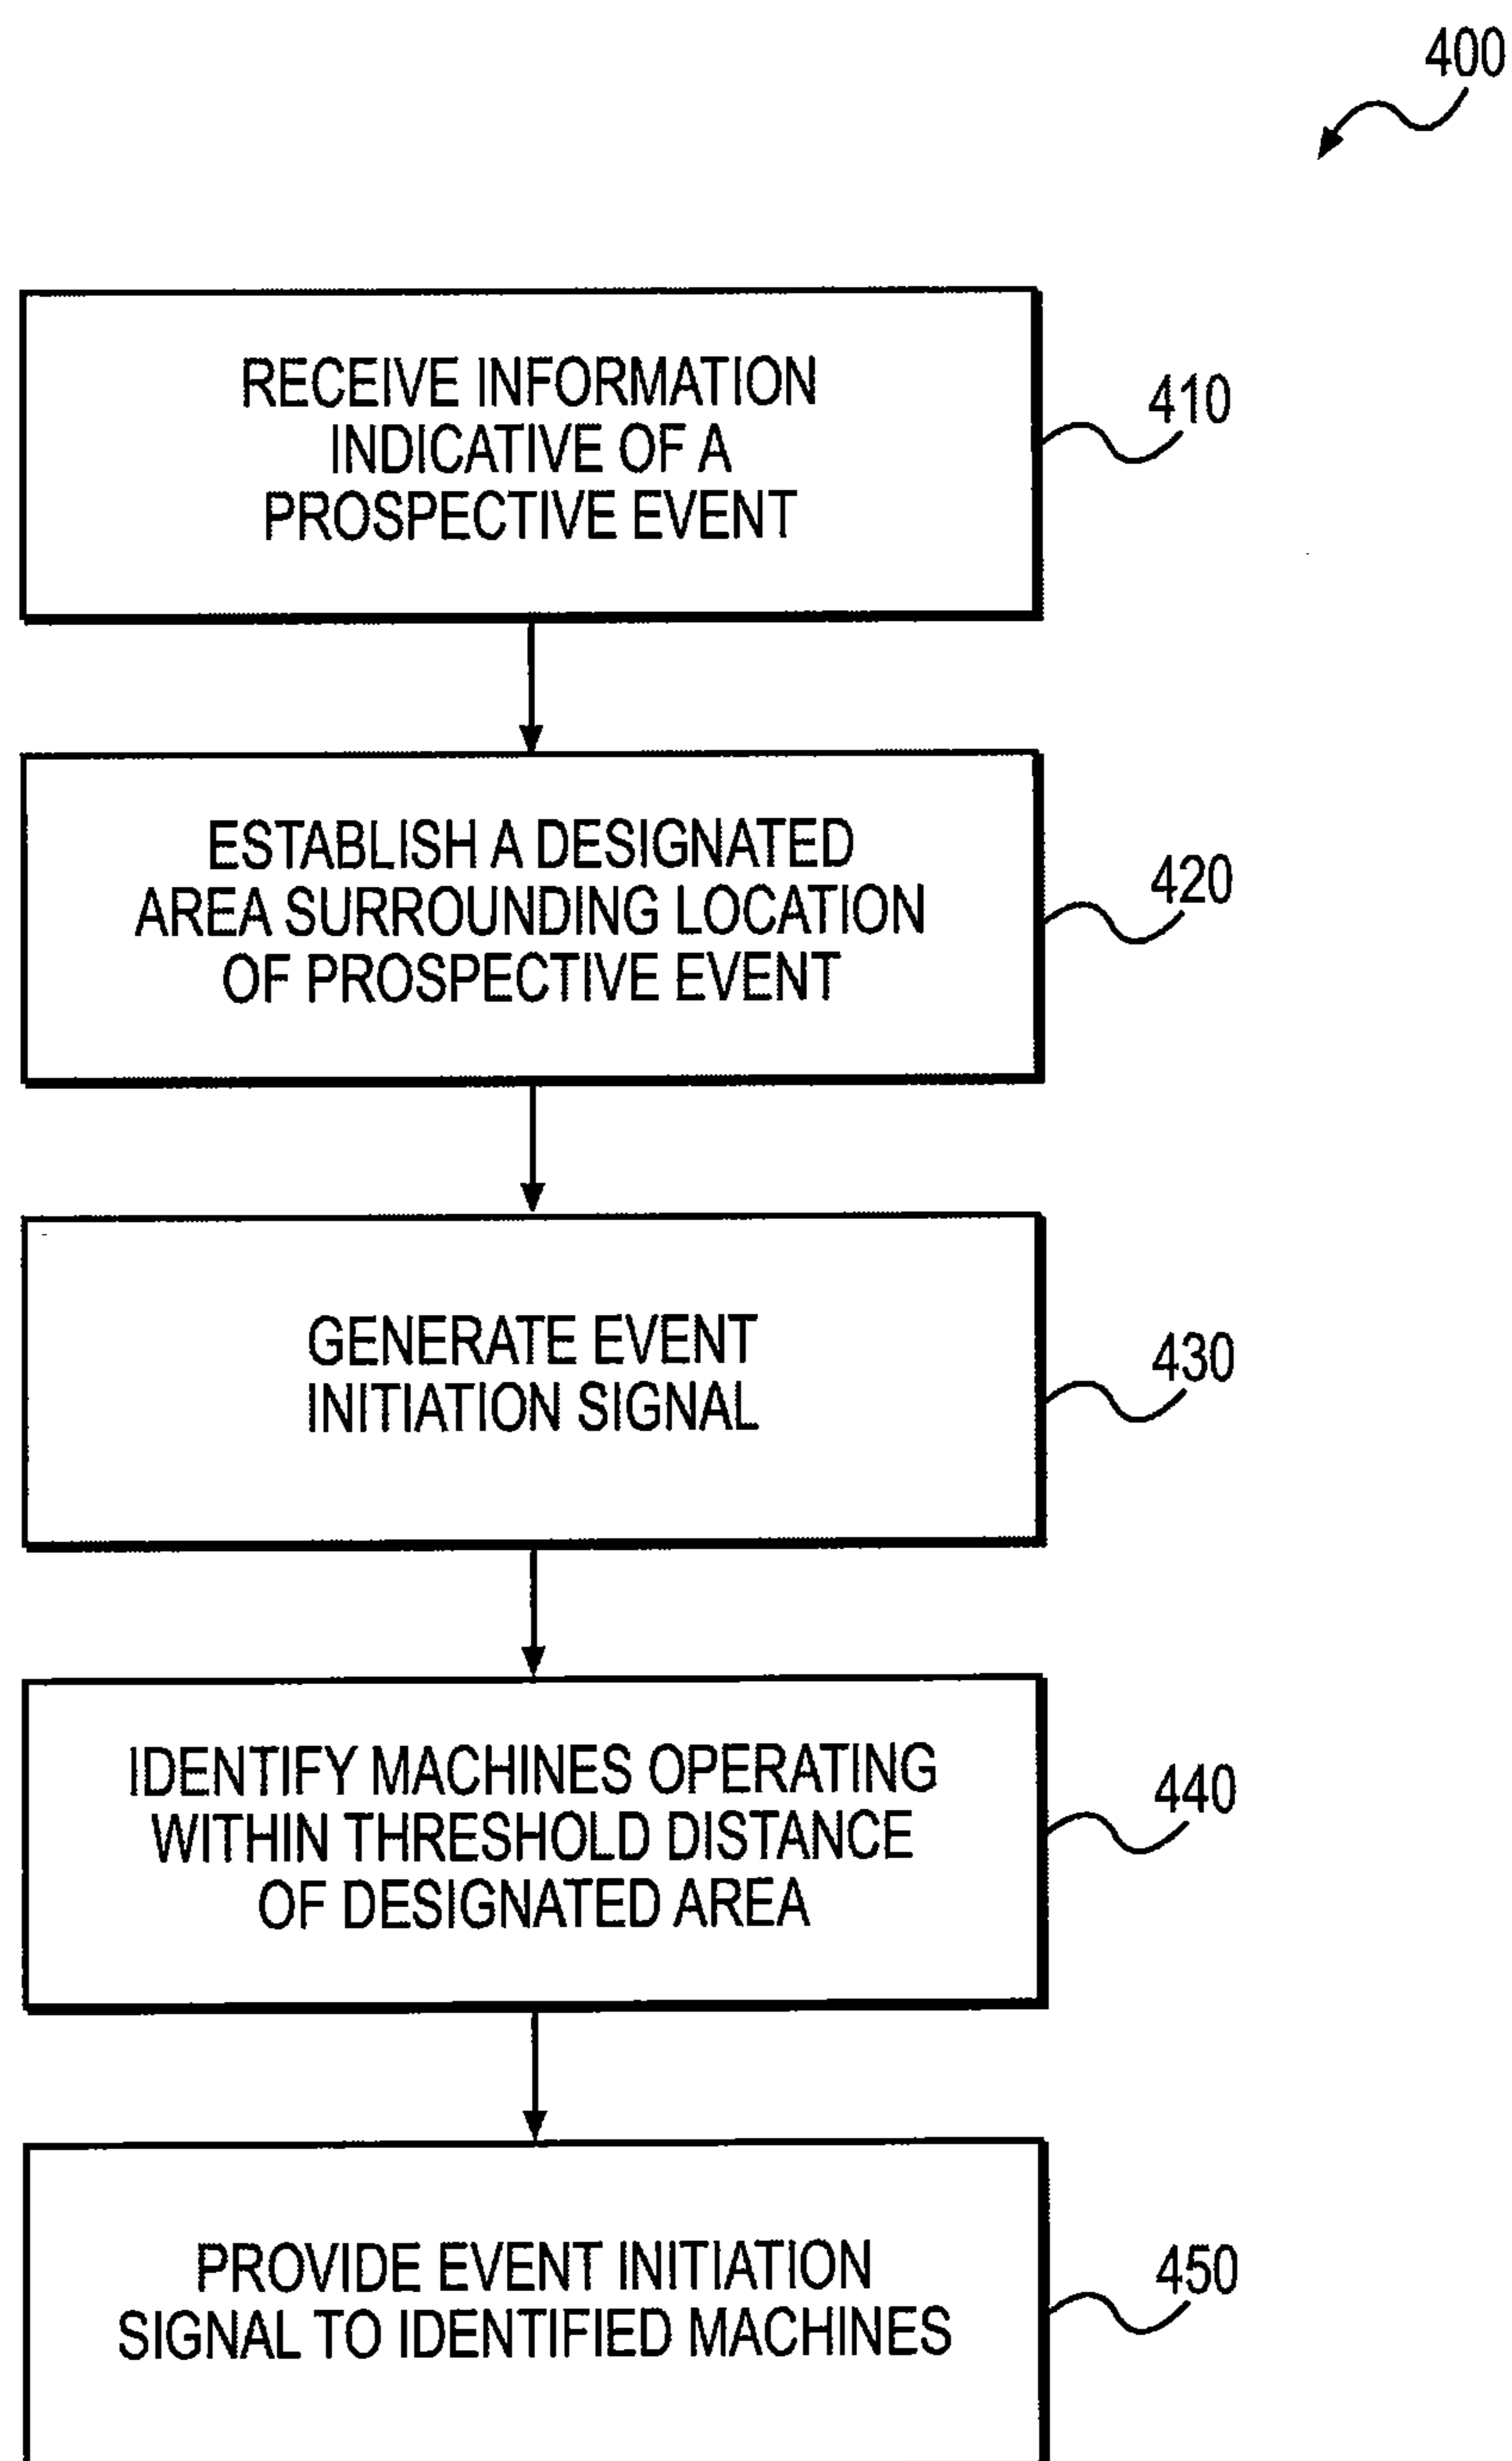 400
RECEIVE INFORMATION
INDICATIVE OF A
PROSPECTIVE EVENT
410
ESTABLISH A DESIGNATED
AREA SURROUNDING LOCATION
OF PROSPECTIVE EVENT
420
GENERATE EVENT
INITIATION SIGNAL
430
IDENTIFY MACHINES OPERATING
WITHIN THRESHOLD DISTANCE
OF DESIGNATED AREA
440
PROVIDE EVENT INITIATION
SIGNAL TO IDENTIFIED MACHINES
450